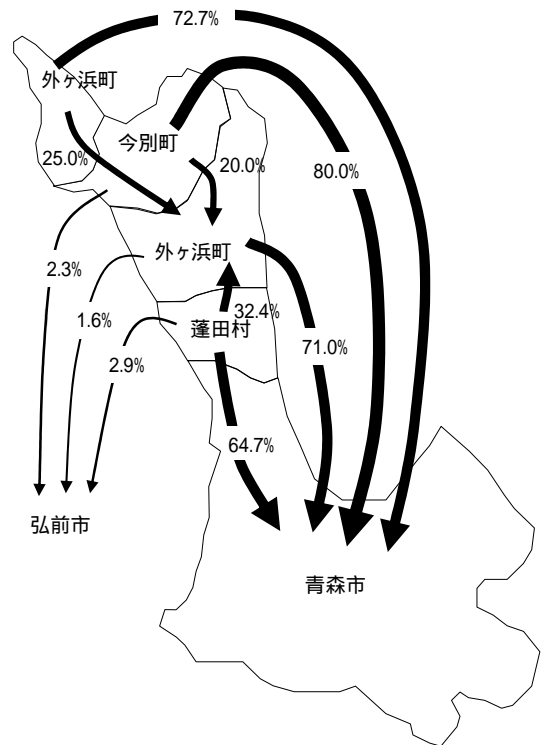 72.7%
外ヶ浜町
今別町
25.0%
20.0%
80.0%
外ヶ浜町
2.3%
32.4%
1.6%
蓬田村
71.0%
2.9%
64.7%
弘前市
青森市